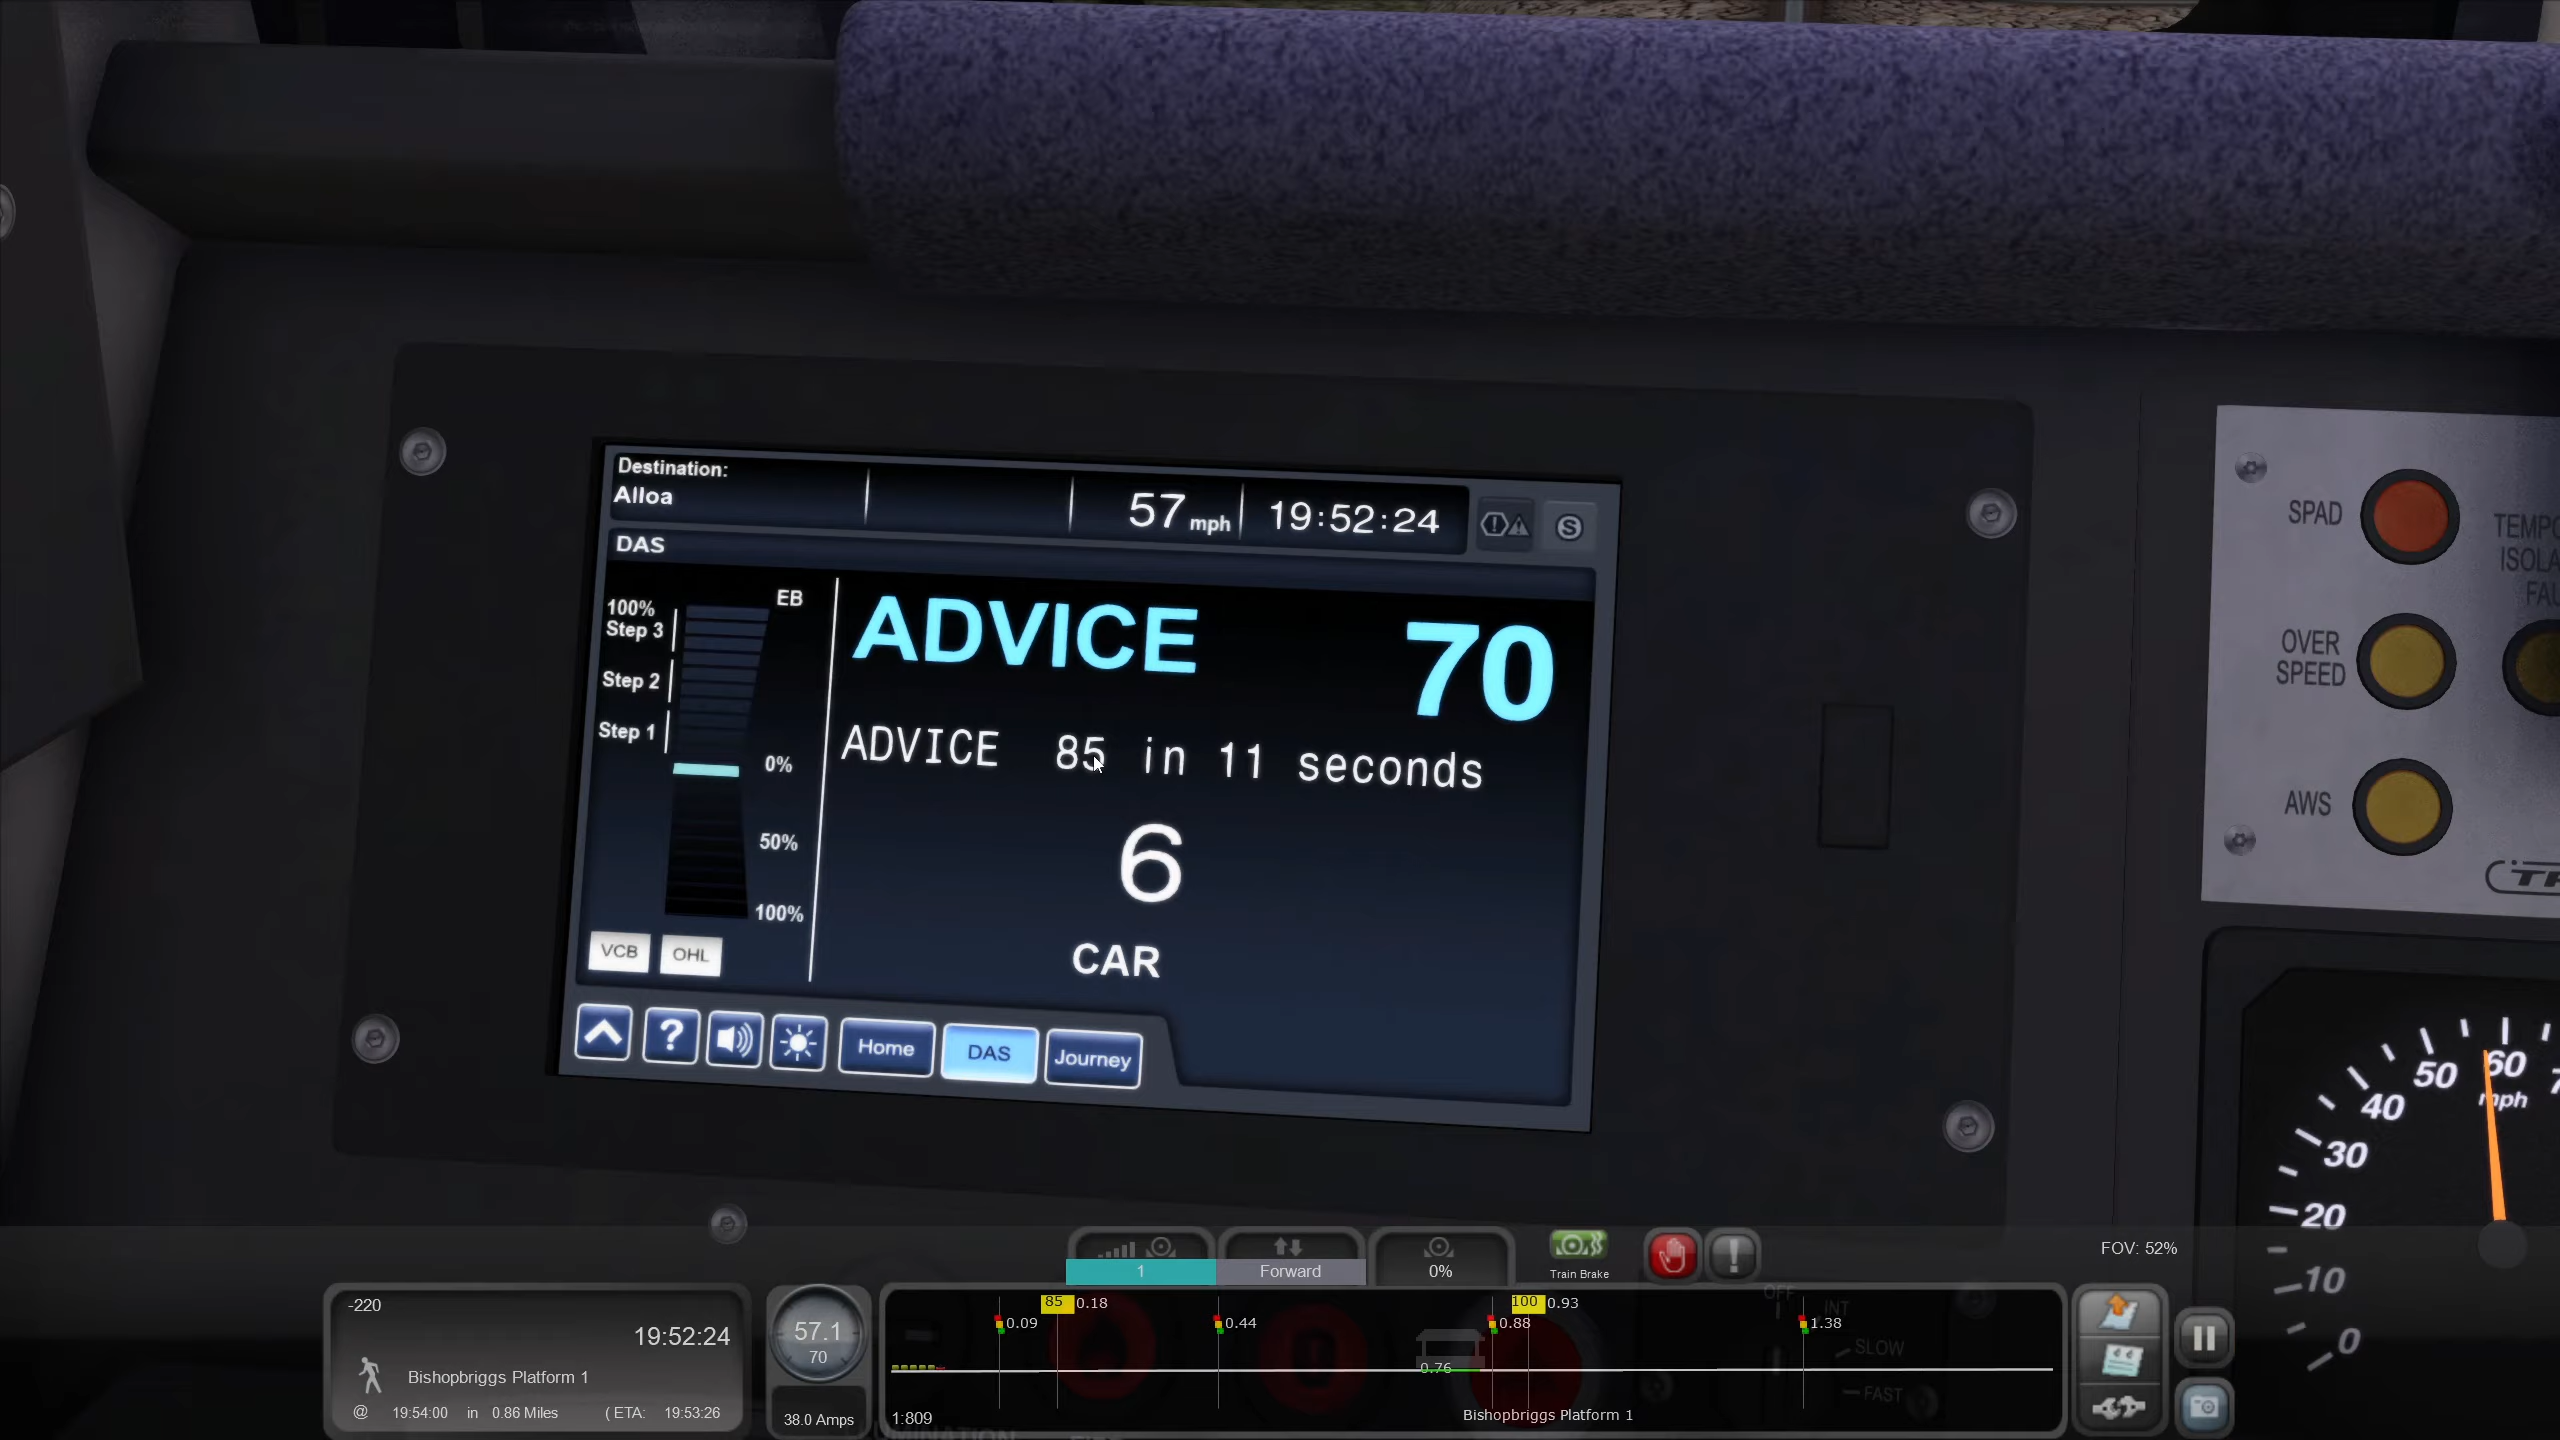 Destination:
Alloa
57 mph
19:52:24
DAS
100%
Step 3
Step 2
Step 1
EB
0%
50%
100%
VCB
OHL
ADVICE 70
ADVICE 85 in 11 seconds
6
CAR
Home
DAS
Journey
SPAD
OVER
SPEED
AWS
60
50
mph
40
30
20
10
0
FOV: 52%
1
Forward
0%
Train Brake
-220
19:52:24
Bishopbriggs Platform 1
@ 19:54:00 in 0.86 Miles ( ETA: 19:53:26
57.1
70
38.0 Amps
85 0.18
100 0.93
0.09
0.44
0.88
1.38
0.76
1:809
Bishopbriggs Platform 1
OFF
INT
SLOW
FAST